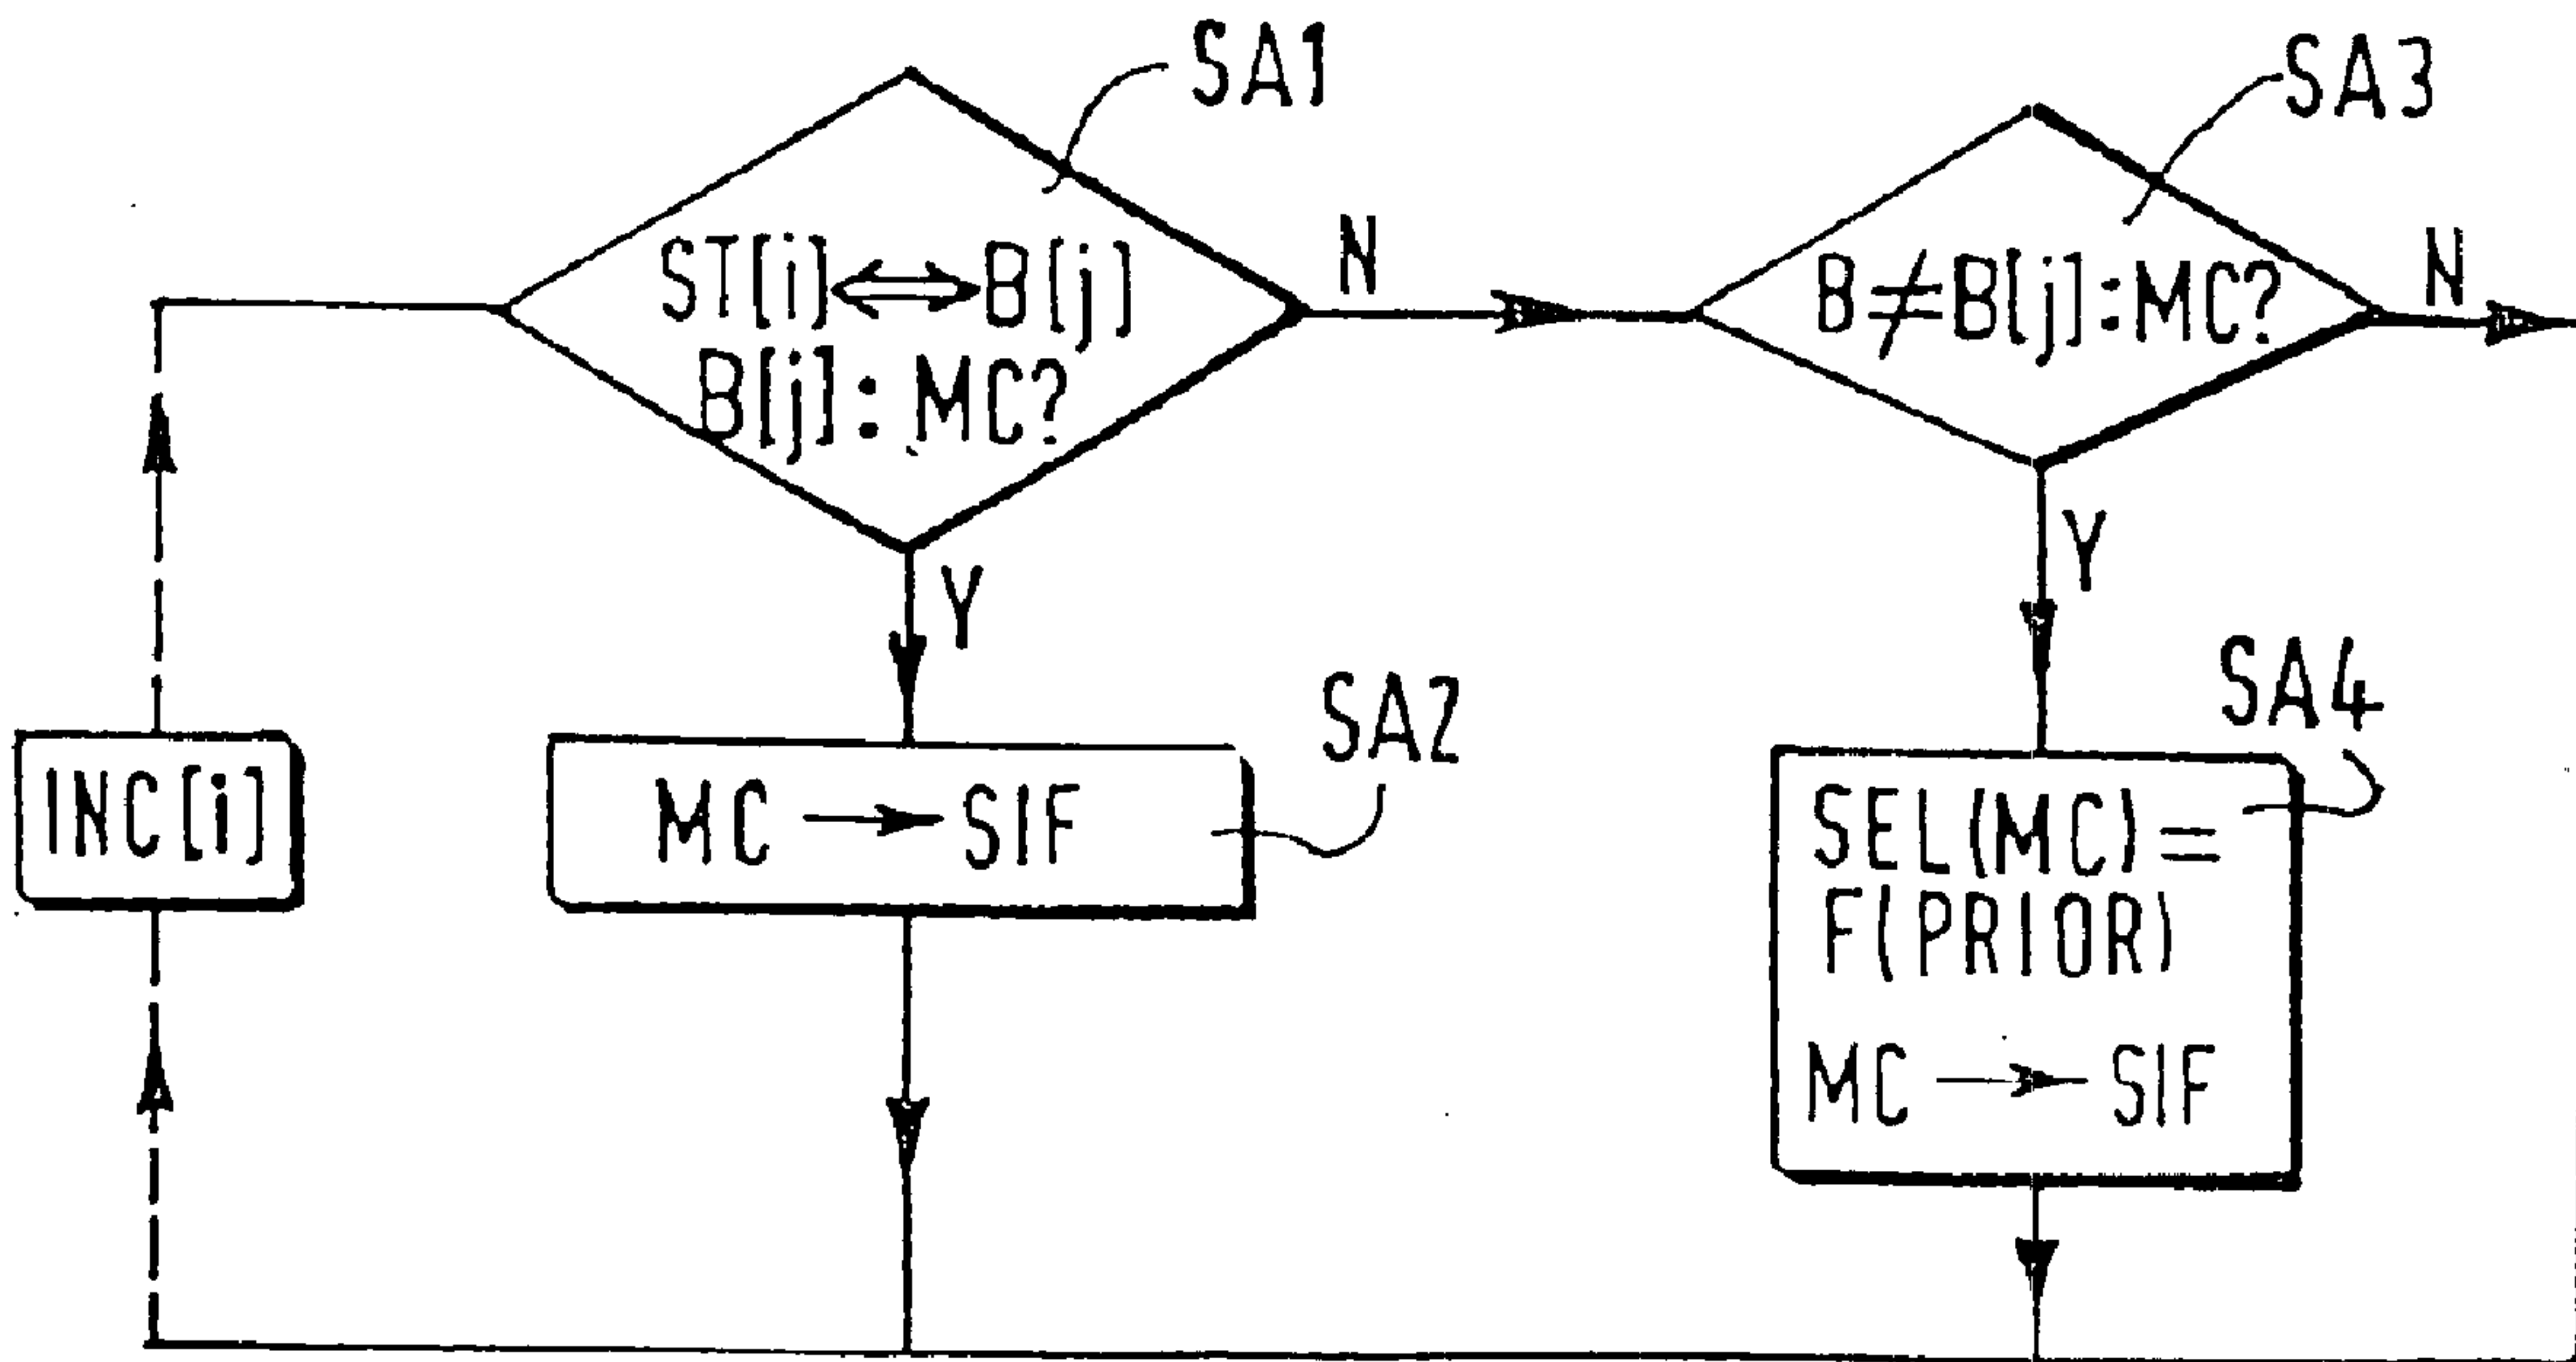 SA1
ST[i]⇔B[j]
B[j]: MC?
N
Y
SA3
B≠B[j]:MC?
N
Y
INC[i]
MC → SIF
SA2
SA4
SEL(MC)=
F(PRIOR)
MC → SIF